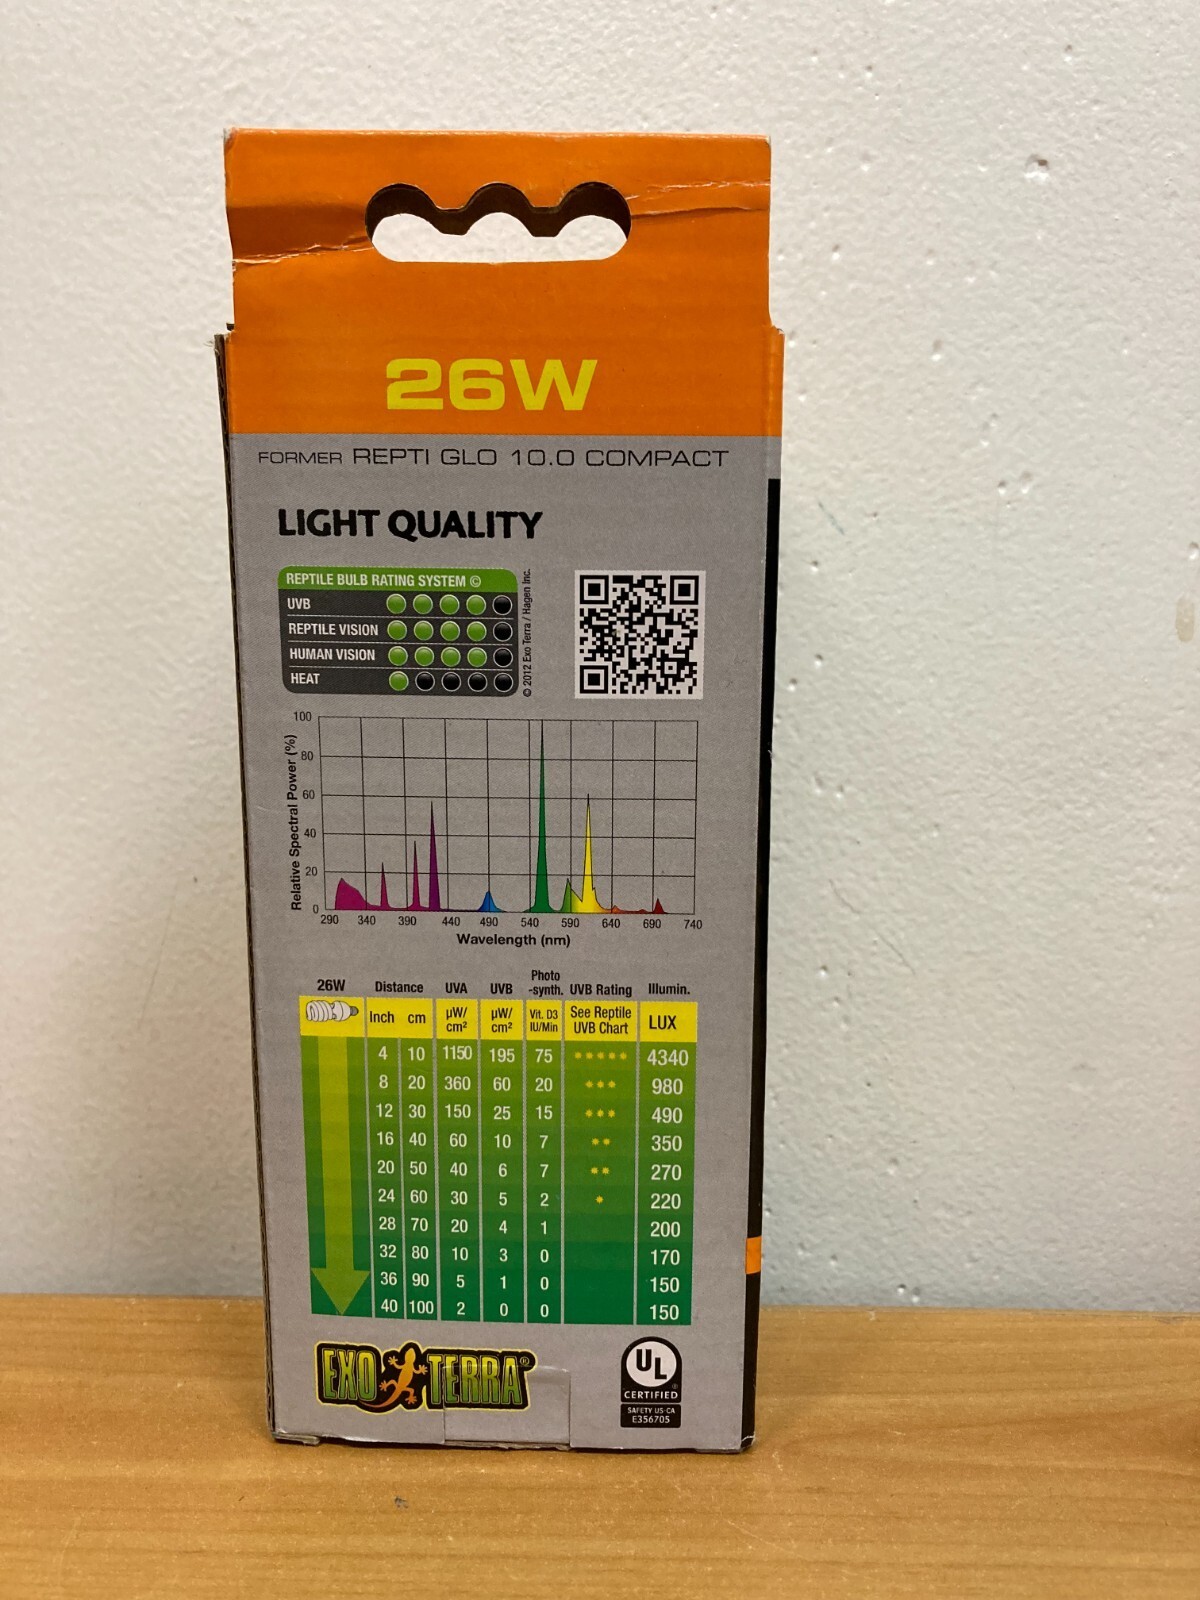 26W
FORMER REPTI GLO 10.0 COMPACT
LIGHT QUALITY
REPTILE BULB RATING SYSTEM ©
UVB
REPTILE VISION
HUMAN VISION
HEAT
© 2012 Exo Terra / Hagen Inc.
Relative Spectral Power (%)
100
80
60
40
20
0
290 340 390 440 490 540 590 640 690 740
Wavelength (nm)
26W Distance UVA UVB Photo-synth. UVB Rating Illumin.
Inch cm µW/cm² µW/cm² Vit. D3 IU/Min See Reptile UVB Chart LUX
4 10 1150 195 75 ***** 4340
8 20 360 60 20 *** 980
12 30 150 25 15 *** 490
16 40 60 10 7 ** 350
20 50 40 6 7 ** 270
24 60 30 5 2 * 220
28 70 20 4 1 200
32 80 10 3 0 170
36 90 5 1 0 150
40 100 2 0 0 150
EXO TERRA®
UL®
CERTIFIED
SAFETY US-CA
E356705